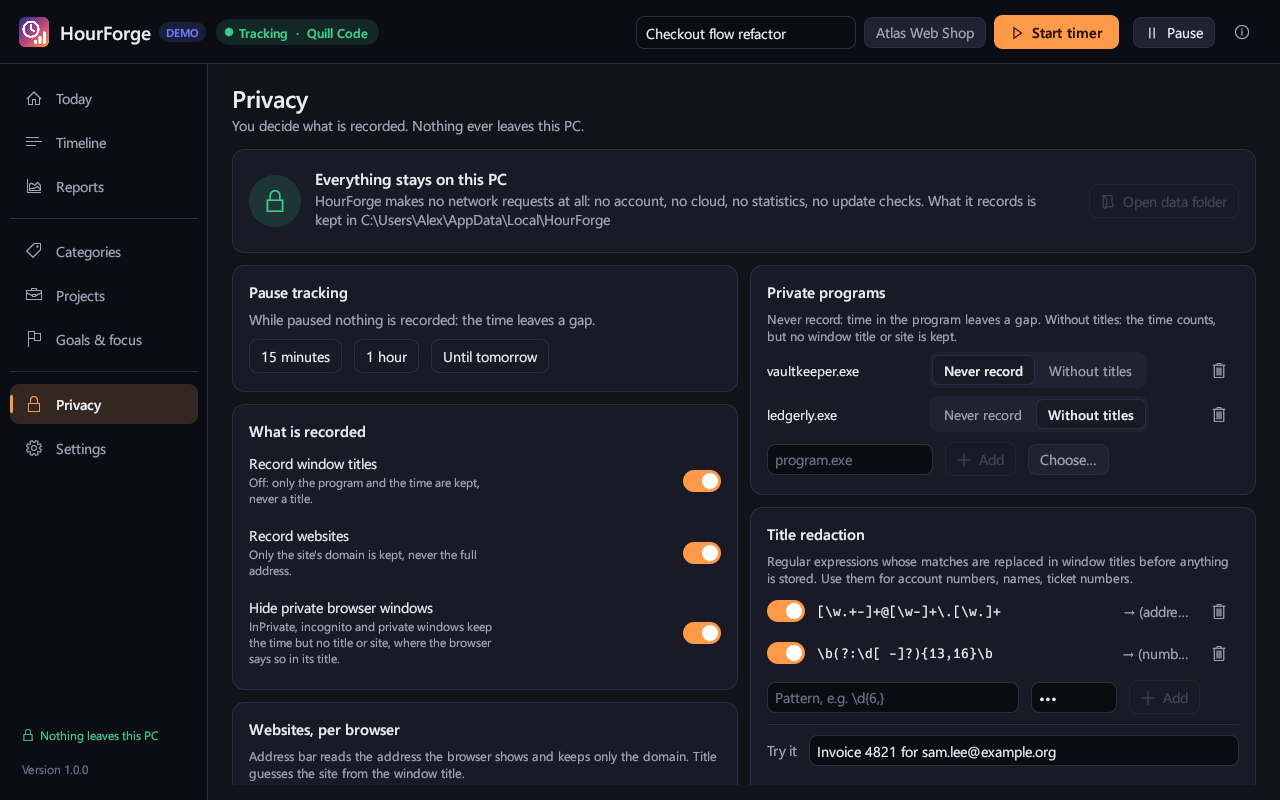 HourForge DEMO Tracking · Quill Code Checkout flow refactor Atlas Web Shop Start timer Pause
Today
Timeline
Reports
Categories
Projects
Goals & focus
Privacy
Settings
Nothing leaves this PC
Version 1.0.0
Privacy
You decide what is recorded. Nothing ever leaves this PC.
Everything stays on this PC
HourForge makes no network requests at all: no account, no cloud, no statistics, no update checks. What it records is
kept in C:\Users\Alex\AppData\Local\HourForge
Open data folder
Pause tracking
While paused nothing is recorded: the time leaves a gap.
15 minutes 1 hour Until tomorrow
What is recorded
Record window titles
Off: only the program and the time are kept,
never a title.
Record websites
Only the site's domain is kept, never the full
address.
Hide private browser windows
InPrivate, incognito and private windows keep
the time but no title or site, where the browser
says so in its title.
Websites, per browser
Address bar reads the address the browser shows and keeps only the domain. Title
guesses the site from the window title.
Private programs
Never record: time in the program leaves a gap. Without titles: the time counts,
but no window title or site is kept.
vaultkeeper.exe Never record Without titles
ledgerly.exe Never record Without titles
program.exe Add Choose...
Title redaction
Regular expressions whose matches are replaced in window titles before anything
is stored. Use them for account numbers, names, ticket numbers.
[\w.+-]+@[\w-]+\.[\w.]+ → (addre...
\b(?:\d[ -]?){13,16}\b → (numb...
Pattern, e.g. \d{6,} ••• Add
Try it Invoice 4821 for sam.lee@example.org